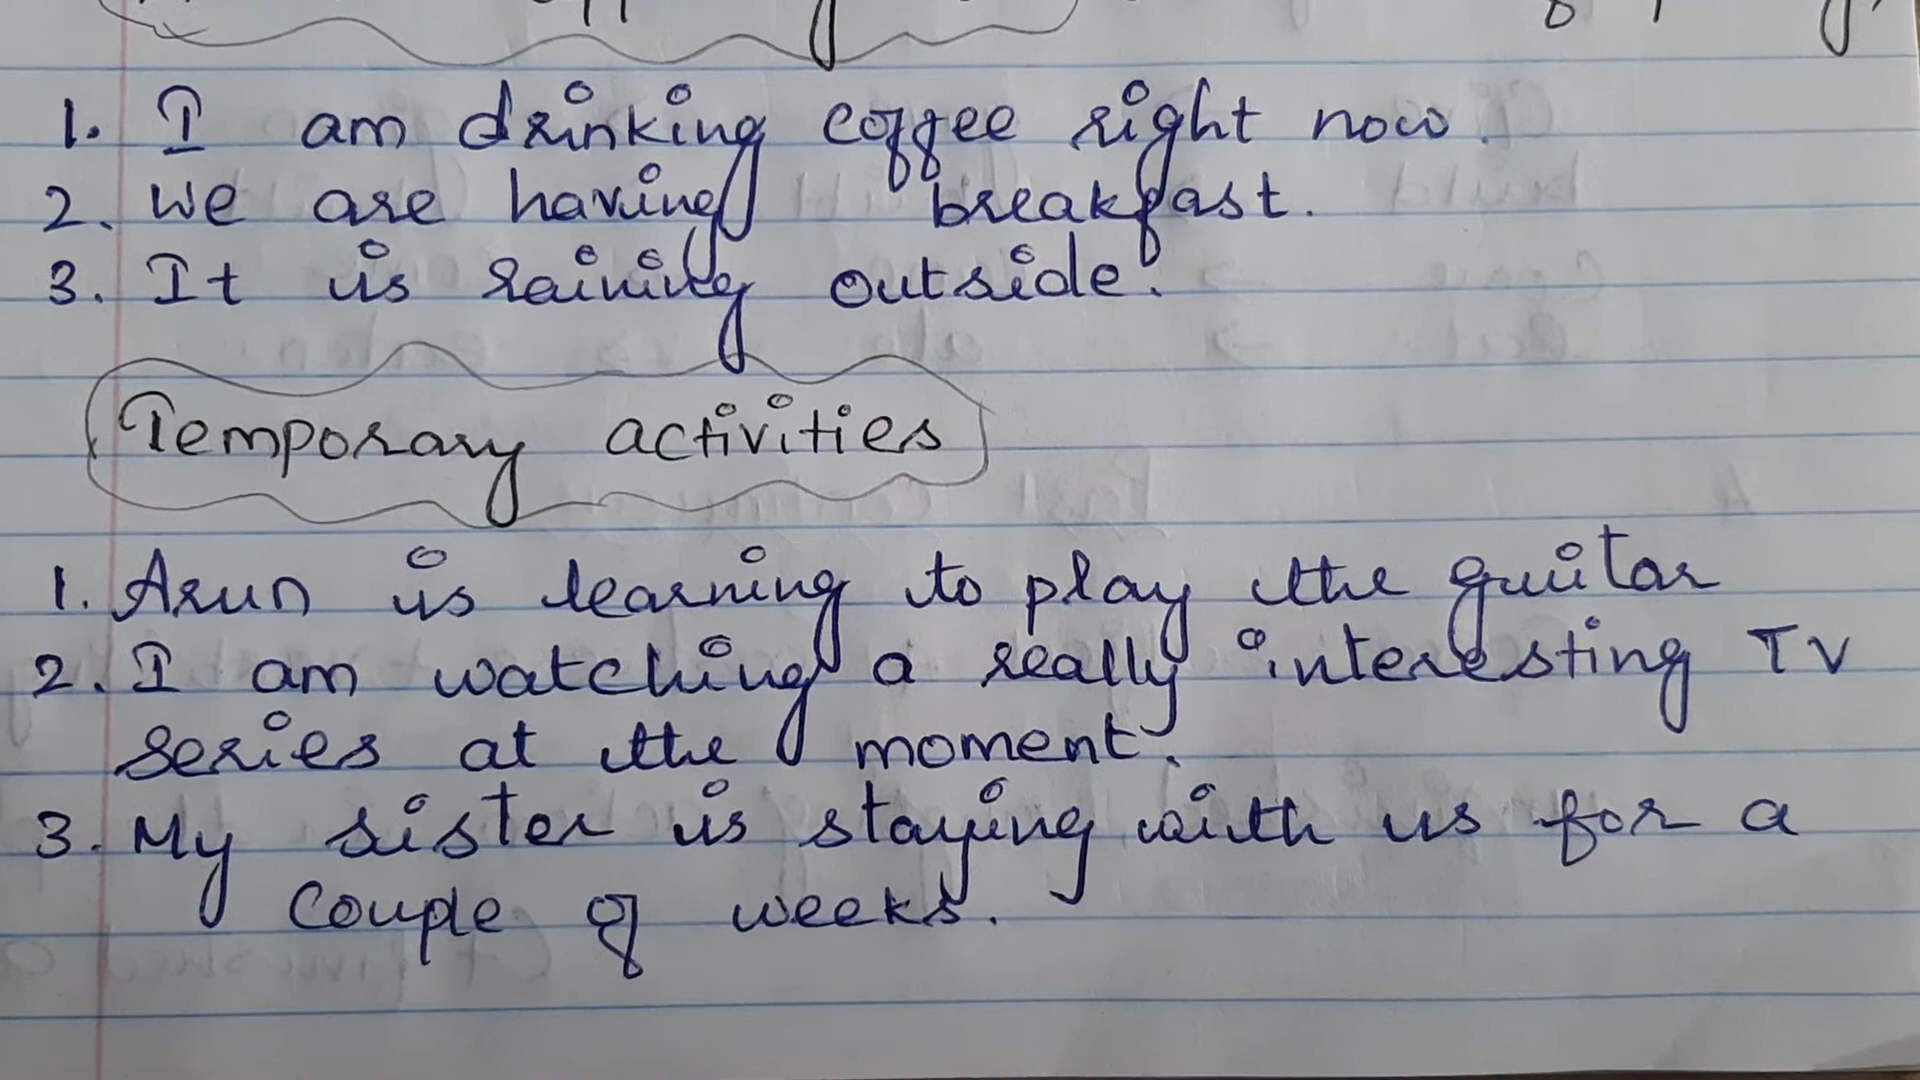 1. I am drinking coffee right now.
2. We are having breakfast.
3. It is raining outside.
Temporary activities
1. Arun is learning to play the guitar
2. I am watching a really interesting TV
series at the moment.
3. My sister is staying with us for a
couple of weeks.